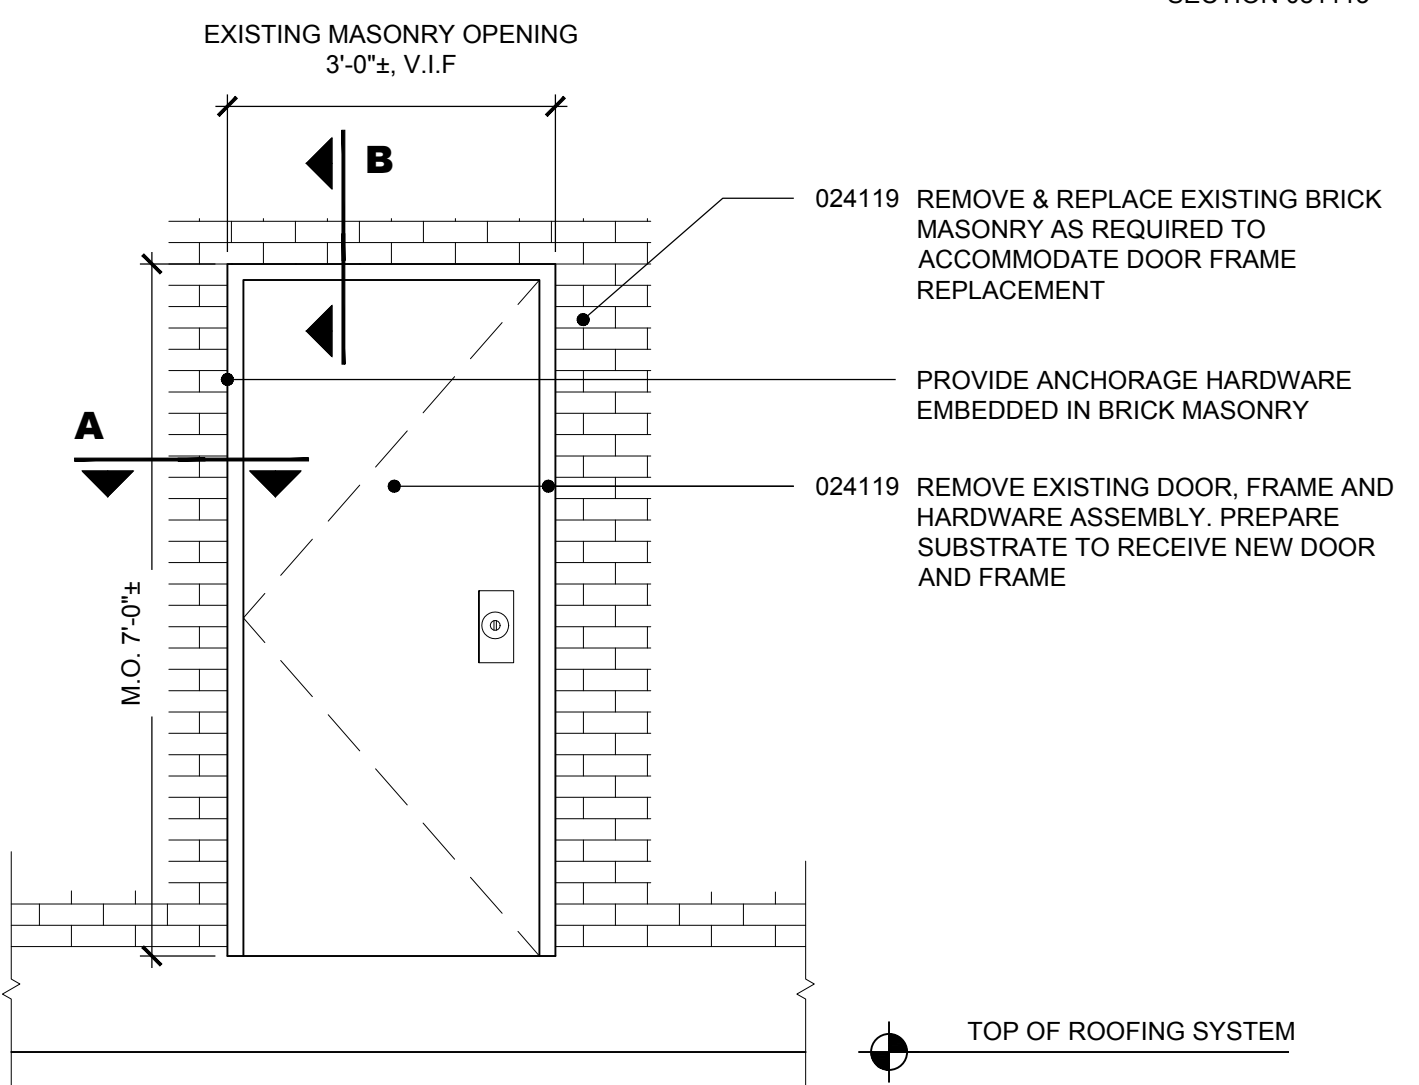 EXISTING MASONRY OPENING
3'-0"±, V.I.F
B
024119 REMOVE & REPLACE EXISTING BRICK
MASONRY AS REQUIRED TO
ACCOMMODATE DOOR FRAME
REPLACEMENT
PROVIDE ANCHORAGE HARDWARE
EMBEDDED IN BRICK MASONRY
A
024119 REMOVE EXISTING DOOR, FRAME AND
HARDWARE ASSEMBLY. PREPARE
SUBSTRATE TO RECEIVE NEW DOOR
AND FRAME
M.O. 7'-0"±
TOP OF ROOFING SYSTEM